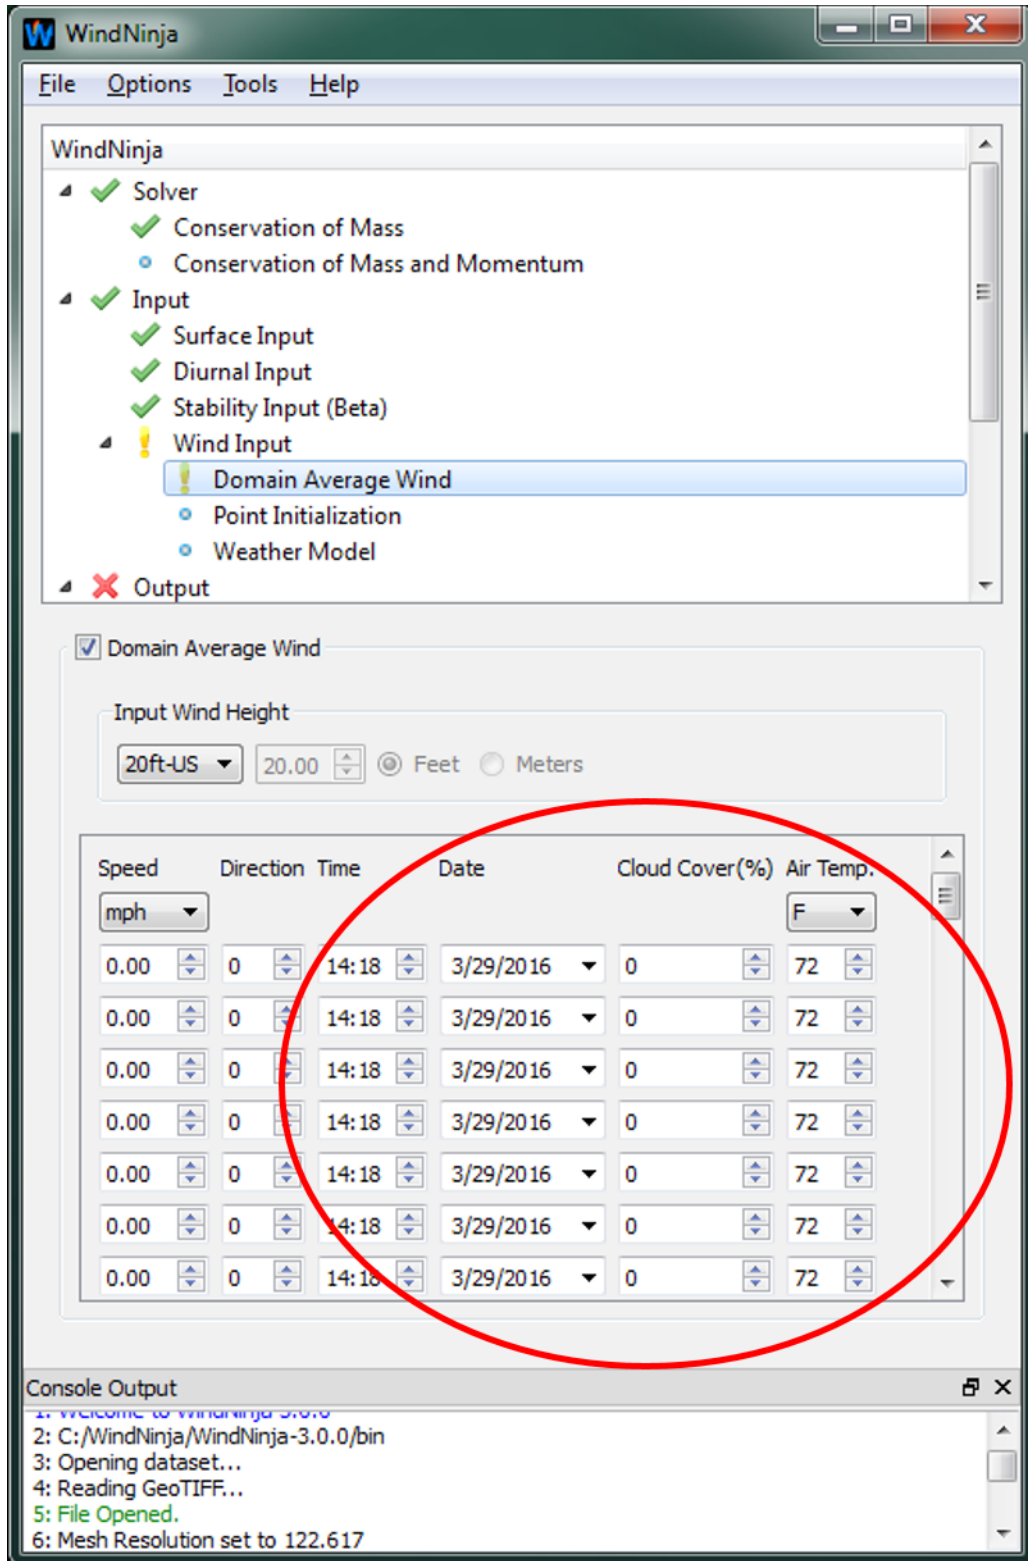 WindNinja
File Options Tools Help
WindNinja
Solver
Conservation of Mass
Conservation of Mass and Momentum
Input
Surface Input
Diurnal Input
Stability Input (Beta)
Wind Input
Domain Average Wind
Point Initialization
Weather Model
Output
Domain Average Wind
Input Wind Height
20ft-US 20.00 Feet Meters
Speed Direction Time Date Cloud Cover(%) Air Temp.
mph F
0.00 0 14:18 3/29/2016 0 72
0.00 0 14:18 3/29/2016 0 72
0.00 0 14:18 3/29/2016 0 72
0.00 0 14:18 3/29/2016 0 72
0.00 0 14:18 3/29/2016 0 72
0.00 0 14:18 3/29/2016 0 72
0.00 0 14:18 3/29/2016 0 72
Console Output
1: Welcome to WindNinja 3.0.0
2: C:/WindNinja/WindNinja-3.0.0/bin
3: Opening dataset...
4: Reading GeoTIFF...
5: File Opened.
6: Mesh Resolution set to 122.617